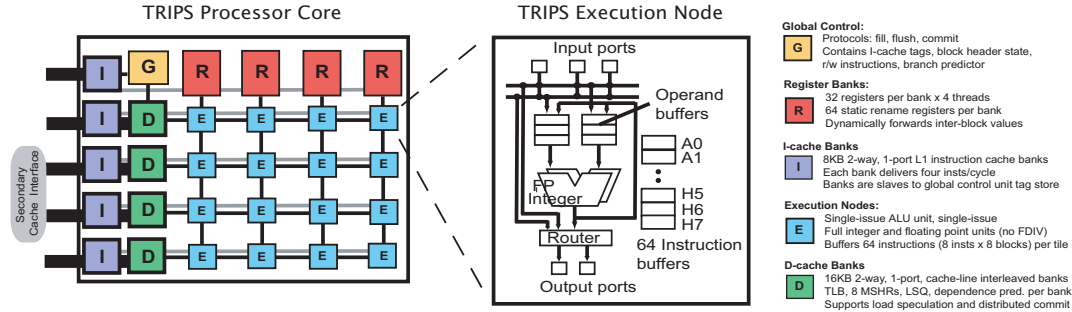 TRIPS Processor Core
I
G
R
R
R
R
I
D
E
E
E
E
I
D
E
E
E
E
I
D
E
E
E
E
I
D
E
E
E
E
Secondary
Cache Interface
TRIPS Execution Node
Input ports
Operand
buffers
A0
A1
FP
Integer
H5
H6
H7
Router
64 Instruction
buffers
Output ports
Global Control:
G
Protocols: fill, flush, commit
Contains I-cache tags, block header state,
r/w instructions, branch predictor
Register Banks:
R
32 registers per bank x 4 threads
64 static rename registers per bank
Dynamically forwards inter-block values
I-cache Banks
I
8KB 2-way, 1-port L1 instruction cache banks
Each bank delivers four insts/cycle
Banks are slaves to global control unit tag store
Execution Nodes:
E
Single-issue ALU unit, single-issue
Full integer and floating point units (no FDIV)
Buffers 64 instructions (8 insts x 8 blocks) per tile
D-cache Banks
D
16KB 2-way, 1-port, cache-line interleaved banks
TLB, 8 MSHRs, LSQ, dependence pred. per bank
Supports load speculation and distributed commit